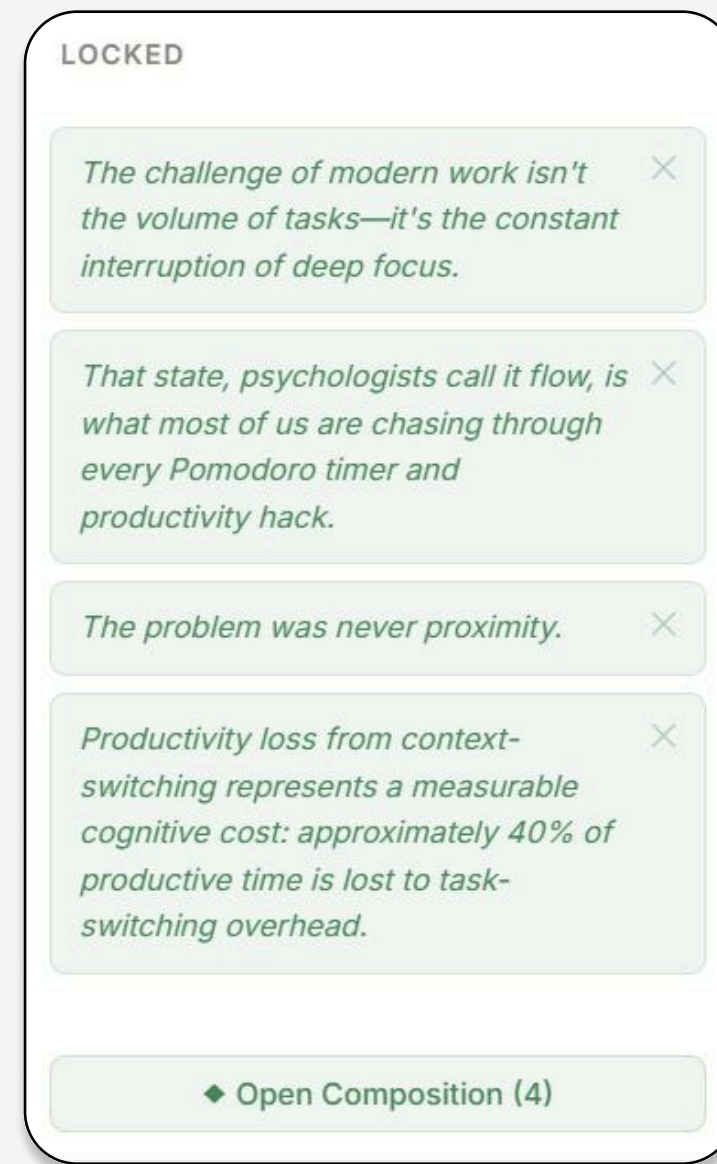 LOCKED
The challenge of modern work isn't
the volume of tasks—it's the constant
interruption of deep focus.
That state, psychologists call it flow, is
what most of us are chasing through
every Pomodoro timer and
productivity hack.
The problem was never proximity.
Productivity loss from context-
switching represents a measurable
cognitive cost: approximately 40% of
productive time is lost to task-
switching overhead.
◆ Open Composition (4)